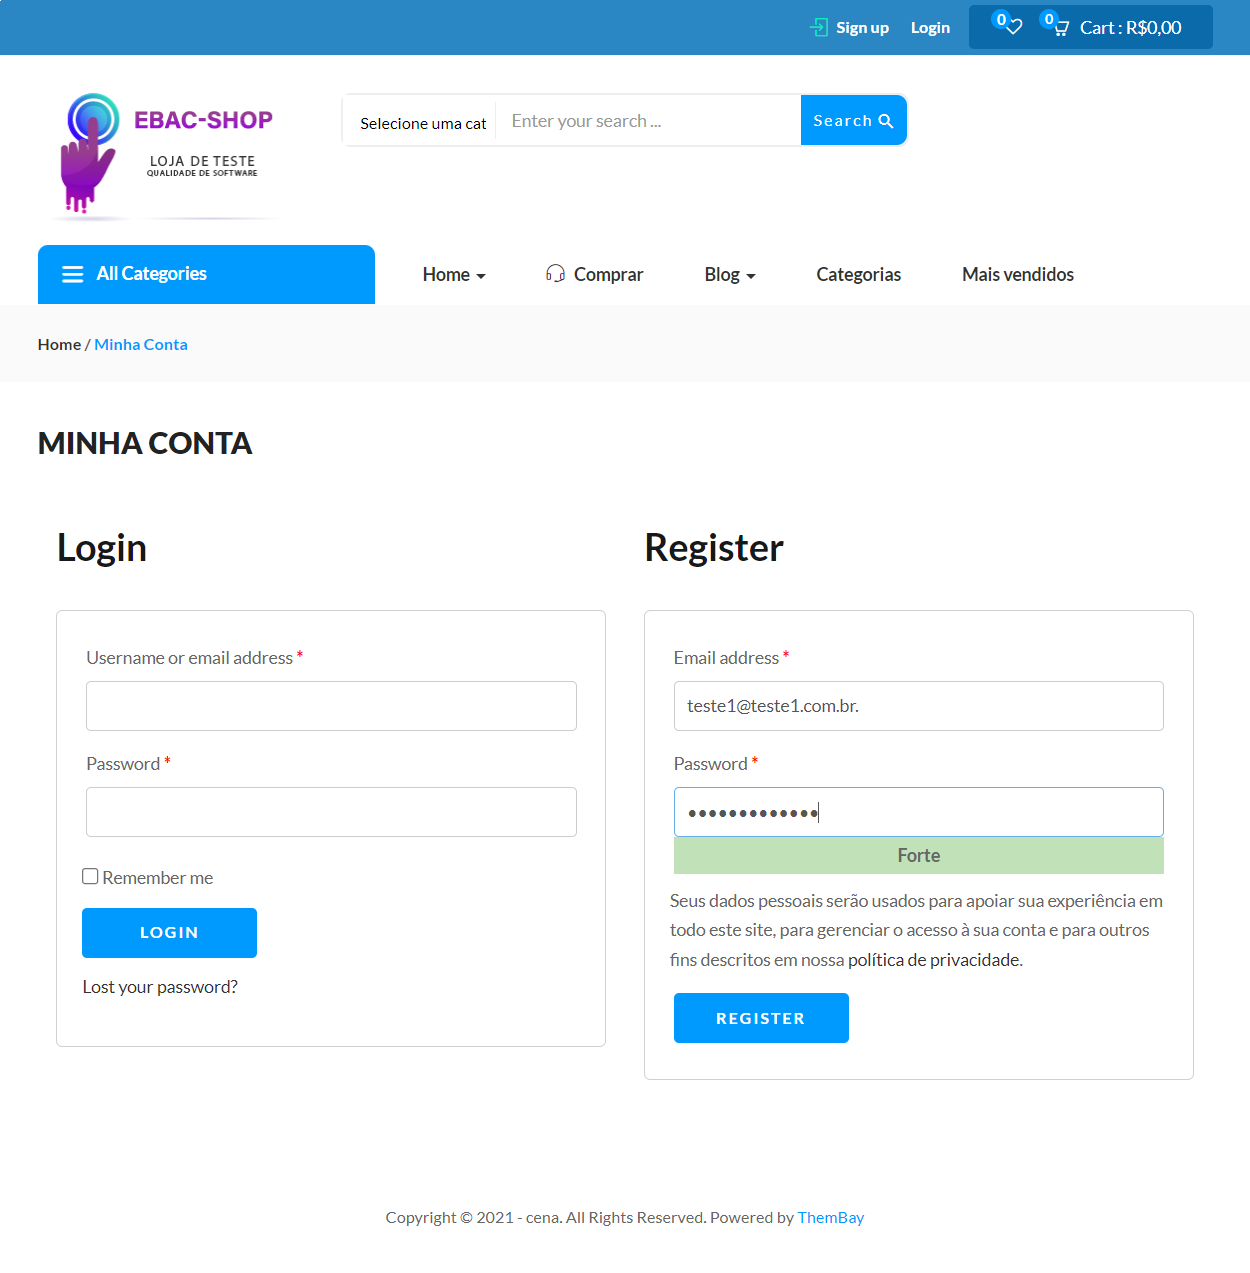 Sign up Login 0 0 Cart : R$0,00
EBAC-SHOP
LOJA DE TESTE
QUALIDADE DE SOFTWARE
Selecione uma cat Enter your search ... Search
All Categories Home Comprar Blog Categorias Mais vendidos
Home / Minha Conta
MINHA CONTA
Login
Username or email address *
Password *
Remember me
LOGIN
Lost your password?
Register
Email address *
teste1@teste1.com.br.
Password *
•••••••••••••
Forte
Seus dados pessoais serão usados para apoiar sua experiência em
todo este site, para gerenciar o acesso à sua conta e para outros
fins descritos em nossa política de privacidade.
REGISTER
Copyright © 2021 - cena. All Rights Reserved. Powered by ThemBay